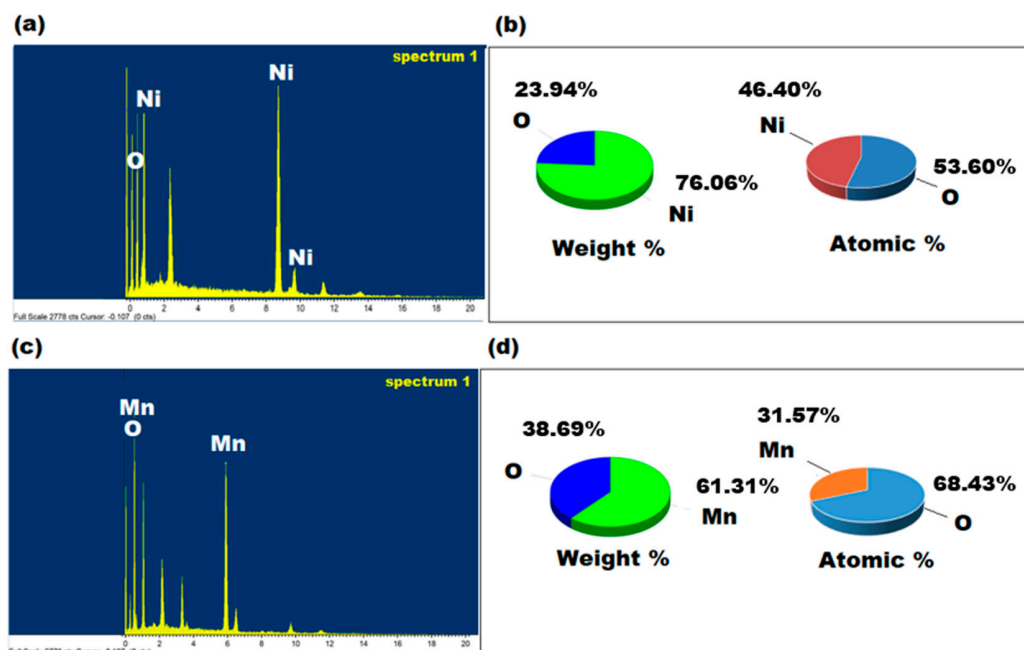 (a)
(b)
spectrum 1
Ni
Ni
O
Ni
0 2 4 6 8 10 12 14 16 18 20
Full Scale 2778 cts Cursor: -0.107 (0 cts)
23.94%
O
76.06%
Ni
Weight %
46.40%
Ni
53.60%
O
Atomic %
(c)
(d)
spectrum 1
Mn
O
Mn
0 2 4 6 8 10 12 14 16 18 20
38.69%
O
61.31%
Mn
Weight %
31.57%
Mn
68.43%
O
Atomic %